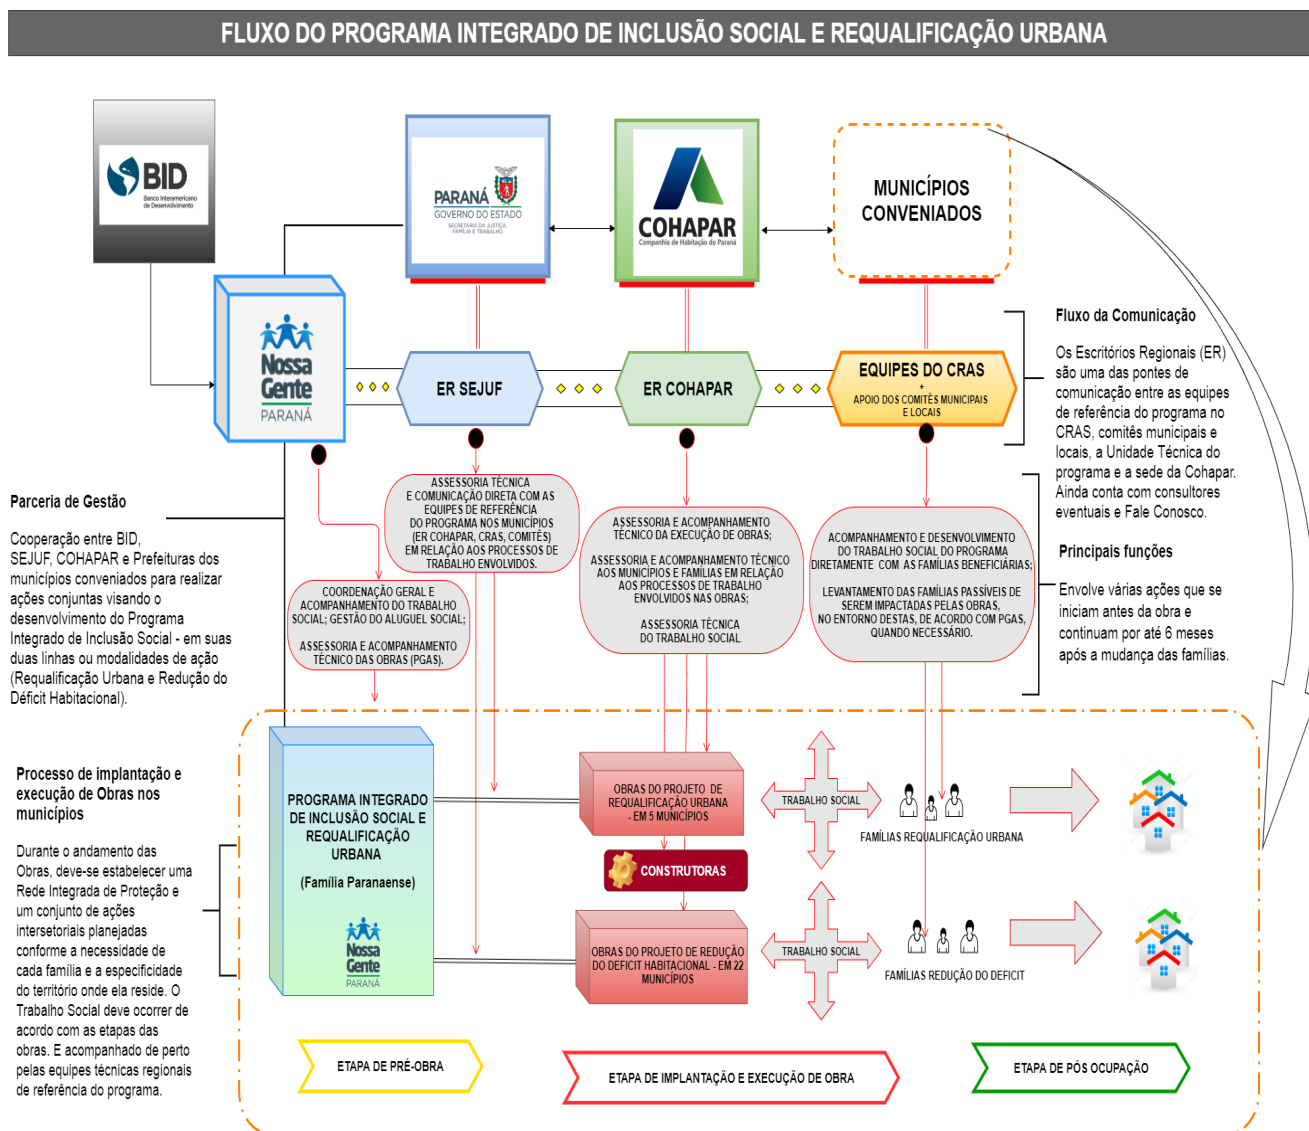 FLUXO DO PROGRAMA INTEGRADO DE INCLUSÃO SOCIAL E REQUALIFICAÇÃO URBANA
BID
Banco Interamericano
de Desenvolvimento
PARANÁ
GOVERNO DO ESTADO
SECRETARIA DA JUSTIÇA,
FAMÍLIA E TRABALHO
COHAPAR
Companhia de Habitação do Paraná
MUNICÍPIOS
CONVENIADOS
Nossa
Gente
PARANÁ
ER SEJUF
ER COHAPAR
EQUIPES DO CRAS
+
APOIO DOS COMITÊS MUNICIPAIS
E LOCAIS
Fluxo da Comunicação
Os Escritórios Regionais (ER)
são uma das pontes de
comunicação entre as equipes
de referência do programa no
CRAS, comitês municipais e
locais, a Unidade Técnica do
programa e a sede da Cohapar.
Ainda conta com consultores
eventuais e Fale Conosco.
Principais funções
Envolve várias ações que se
iniciam antes da obra e
continuam por até 6 meses
após a mudança das famílias.
Parceria de Gestão
Cooperação entre BID,
SEJUF, COHAPAR e Prefeituras dos
municípios conveniados para realizar
ações conjuntas visando o
desenvolvimento do Programa
Integrado de Inclusão Social - em suas
duas linhas ou modalidades de ação
(Requalificação Urbana e Redução do
Déficit Habitacional).
COORDENAÇÃO GERAL E
ACOMPANHAMENTO DO TRABALHO
SOCIAL; GESTÃO DO ALUGUEL SOCIAL;
ASSESSORIA E ACOMPANHAMENTO
TÉCNICO DAS OBRAS (PGAS).
ASSESSORIA TÉCNICA
E COMUNICAÇÃO DIRETA COM AS
EQUIPES DE REFERÊNCIA
DO PROGRAMA NOS MUNICÍPIOS
(ER COHAPAR, CRAS, COMITÊS)
EM RELAÇÃO AOS PROCESSOS DE
TRABALHO ENVOLVIDOS.
ASSESSORIA E ACOMPANHAMENTO
TÉCNICO DA EXECUÇÃO DE OBRAS;
ASSESSORIA E ACOMPANHAMENTO TÉCNICO
AOS MUNICÍPIOS E FAMÍLIAS EM RELAÇÃO
AOS PROCESSOS DE TRABALHO
ENVOLVIDOS NAS OBRAS;
ASSESSORIA TÉCNICA
DO TRABALHO SOCIAL.
ACOMPANHAMENTO E DESENVOLVIMENTO
DO TRABALHO SOCIAL DO PROGRAMA
DIRETAMENTE COM AS FAMÍLIAS BENEFICIÁRIAS;
LEVANTAMENTO DAS FAMÍLIAS PASSÍVEIS DE
SEREM IMPACTADAS PELAS OBRAS,
NO ENTORNO DESTAS, DE ACORDO COM PGAS,
QUANDO NECESSÁRIO.
Processo de implantação e
execução de Obras nos
municípios
Durante o andamento das
Obras, deve-se estabelecer uma
Rede Integrada de Proteção e
um conjunto de ações
intersetoriais planejadas
conforme a necessidade de
cada família e a especificidade
do território onde ela reside. O
Trabalho Social deve ocorrer de
acordo com as etapas das
obras. E acompanhado de perto
pelas equipes técnicas regionais
de referência do programa.
PROGRAMA INTEGRADO
DE INCLUSÃO SOCIAL E
REQUALIFICAÇÃO
URBANA
(Família Paranaense)
Nossa
Gente
PARANÁ
OBRAS DO PROJETO DE
REQUALIFICAÇÃO URBANA
- EM 5 MUNICÍPIOS
CONSTRUTORAS
OBRAS DO PROJETO DE REDUÇÃO
DO DEFICIT HABITACIONAL - EM 22
MUNICÍPIOS
TRABALHO SOCIAL
FAMÍLIAS REQUALIFICAÇÃO URBANA
TRABALHO SOCIAL
FAMÍLIAS REDUÇÃO DO DEFICIT
ETAPA DE PRÉ-OBRA
ETAPA DE IMPLANTAÇÃO E EXECUÇÃO DE OBRA
ETAPA DE PÓS OCUPAÇÃO